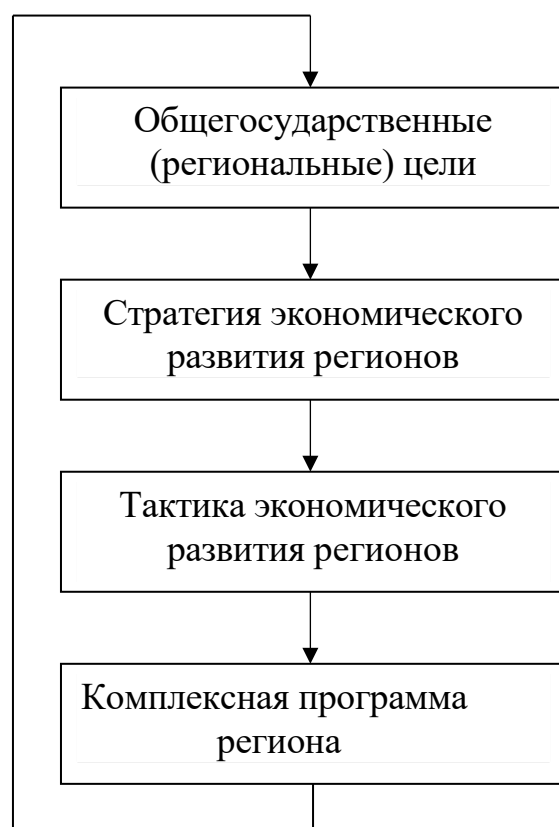 Общегосударственные
(региональные) цели
Стратегия экономического
развития регионов
Тактика экономического
развития регионов
Комплексная программа
региона